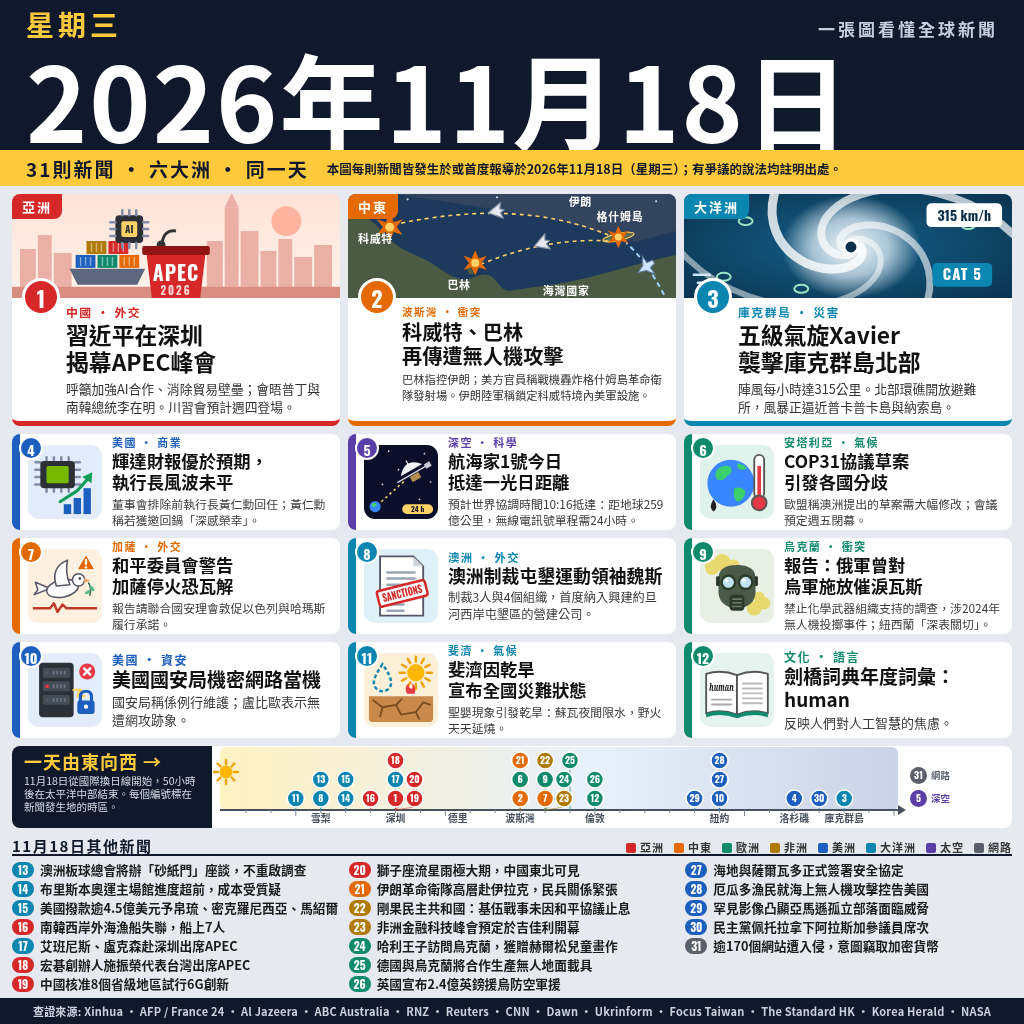 星期三
一張圖看懂全球新聞
2026年11月18日
31則新聞 • 六大洲 • 同一天
本圖每則新聞皆發生於或首度報導於2026年11月18日（星期三）；有爭議的說法均註明出處。
亞洲
AI
APEC
2026
1
中國 • 外交
習近平在深圳
揭幕APEC峰會
呼籲加強AI合作、消除貿易壁壘；會晤普丁與
南韓總統李在明。川習會預計週四登場。
中東
伊朗
格什姆島
科威特
巴林
海灣國家
2
波斯灣 • 衝突
科威特、巴林
再傳遭無人機攻擊
巴林指控伊朗；美方官員稱戰機轟炸格什姆島革命衛
隊發射場。伊朗陸軍稱鎖定科威特境內美軍設施。
大洋洲
315 km/h
CAT 5
3
庫克群島 • 災害
五級氣旋Xavier
襲擊庫克群島北部
陣風每小時達315公里。北部環礁開放避難
所，風暴正逼近普卡普卡島與納索島。
4
美國 • 商業
輝達財報優於預期，
執行長風波未平
董事會排除前執行長黃仁勳回任；黃仁勳
稱若獲邀回鍋「深感榮幸」。
5
24 h
深空 • 科學
航海家1號今日
抵達一光日距離
預計世界協調時間10:16抵達：距地球259
億公里，無線電訊號單程需24小時。
6
安塔利亞 • 氣候
COP31協議草案
引發各國分歧
歐盟稱澳洲提出的草案需大幅修改；會議
預定週五閉幕。
7
加薩 • 外交
和平委員會警告
加薩停火恐瓦解
報告請聯合國安理會敦促以色列與哈瑪斯
履行承諾。
8
SANCTIONS
澳洲 • 外交
澳洲制裁屯墾運動領袖魏斯
制裁3人與4個組織，首度納入興建約旦
河西岸屯墾區的營建公司。
9
烏克蘭 • 衝突
報告：俄軍曾對
烏軍施放催淚瓦斯
禁止化學武器組織支持的調查，涉2024年
無人機投擲事件；紐西蘭「深表關切」。
10
美國 • 資安
美國國安局機密網路當機
國安局稱係例行維護；盧比歐表示無
遭網攻跡象。
11
斐濟 • 氣候
斐濟因乾旱
宣布全國災難狀態
聖嬰現象引發乾旱：蘇瓦夜間限水，野火
天天延燒。
12
human
文化 • 語言
劍橋詞典年度詞彙：
human
反映人們對人工智慧的焦慮。
一天由東向西 →
11月18日從國際換日線開始，50小時
後在太平洋中部結束。每個編號標在
新聞發生地的時區。
18 21 22 25 28
13 15 17 20 6 9 24 26 27 31 網路
11 8 14 16 1 19 2 7 23 12 29 10 4 30 3 5 深空
雪梨 深圳 德里 波斯灣 倫敦 紐約 洛杉磯 庫克群島
11月18日其他新聞
亞洲 中東 歐洲 非洲 美洲 大洋洲 太空 網路
13 澳洲板球總會將辦「砂紙門」座談，不重啟調查
14 布里斯本奧運主場館進度超前，成本受質疑
15 美國撥款逾4.5億美元予帛琉、密克羅尼西亞、馬紹爾
16 南韓西岸外海漁船失聯，船上7人
17 艾班尼斯、盧克森赴深圳出席APEC
18 宏碁創辦人施振榮代表台灣出席APEC
19 中國核准8個省級地區試行6G創新
20 獅子座流星雨極大期，中國東北可見
21 伊朗革命衛隊高層赴伊拉克，民兵關係緊張
22 剛果民主共和國：基伍戰事未因和平協議止息
23 非洲金融科技峰會預定於吉佳利開幕
24 哈利王子訪問烏克蘭，獲贈赫爾松兒童畫作
25 德國與烏克蘭將合作生產無人地面載具
26 英國宣布2.4億英鎊援烏防空軍援
27 海地與薩爾瓦多正式簽署安全協定
28 厄瓜多漁民就海上無人機攻擊控告美國
29 罕見影像凸顯亞馬遜孤立部落面臨威脅
30 民主黨佩托拉拿下阿拉斯加參議員席次
31 逾170個網站遭入侵，意圖竊取加密貨幣
查證來源: Xinhua • AFP / France 24 • Al Jazeera • ABC Australia • RNZ • Reuters • CNN • Dawn • Ukrinform • Focus Taiwan • The Standard HK • Korea Herald • NASA